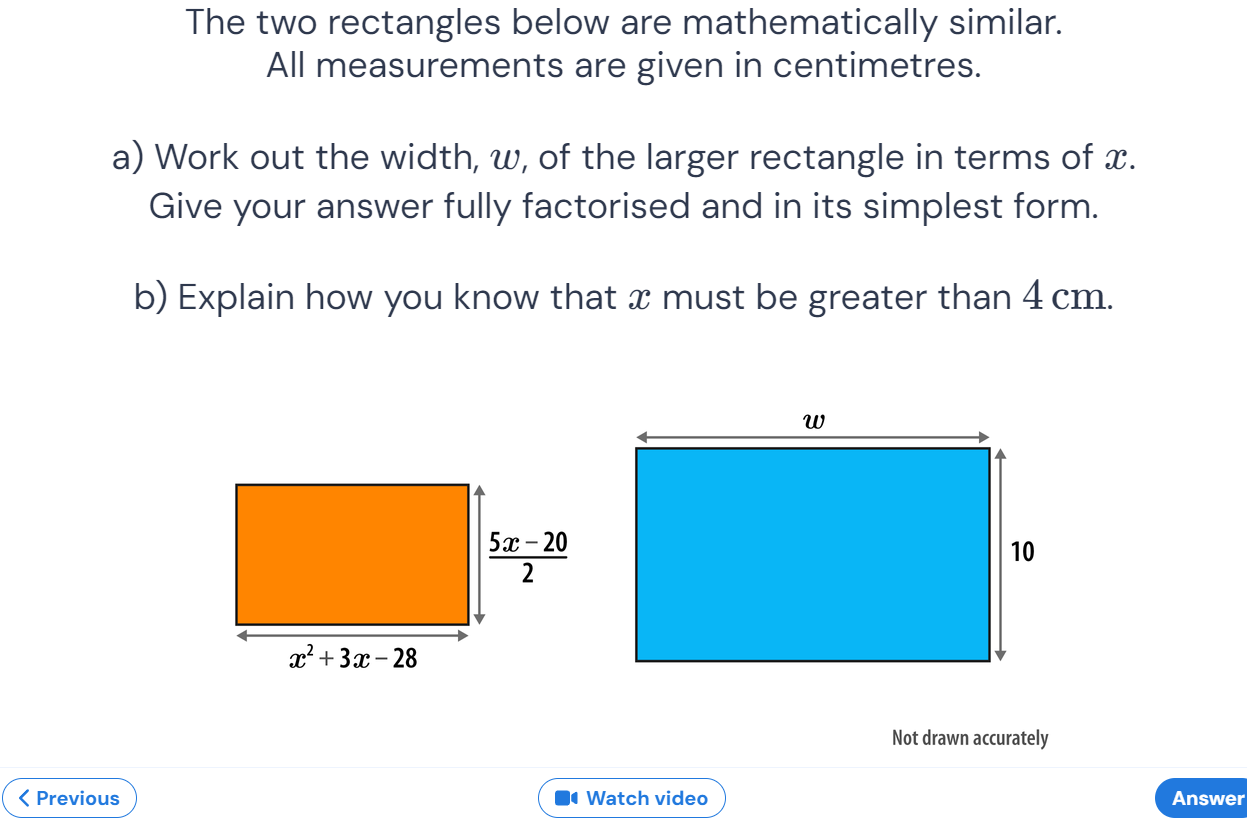 The two rectangles below are mathematically similar.
All measurements are given in centimetres.
a) Work out the width, w, of the larger rectangle in terms of x.
Give your answer fully factorised and in its simplest form.
b) Explain how you know that x must be greater than 4 cm.
w
5x − 20
2
10
x² + 3x − 28
Not drawn accurately
Previous
Watch video
Answer